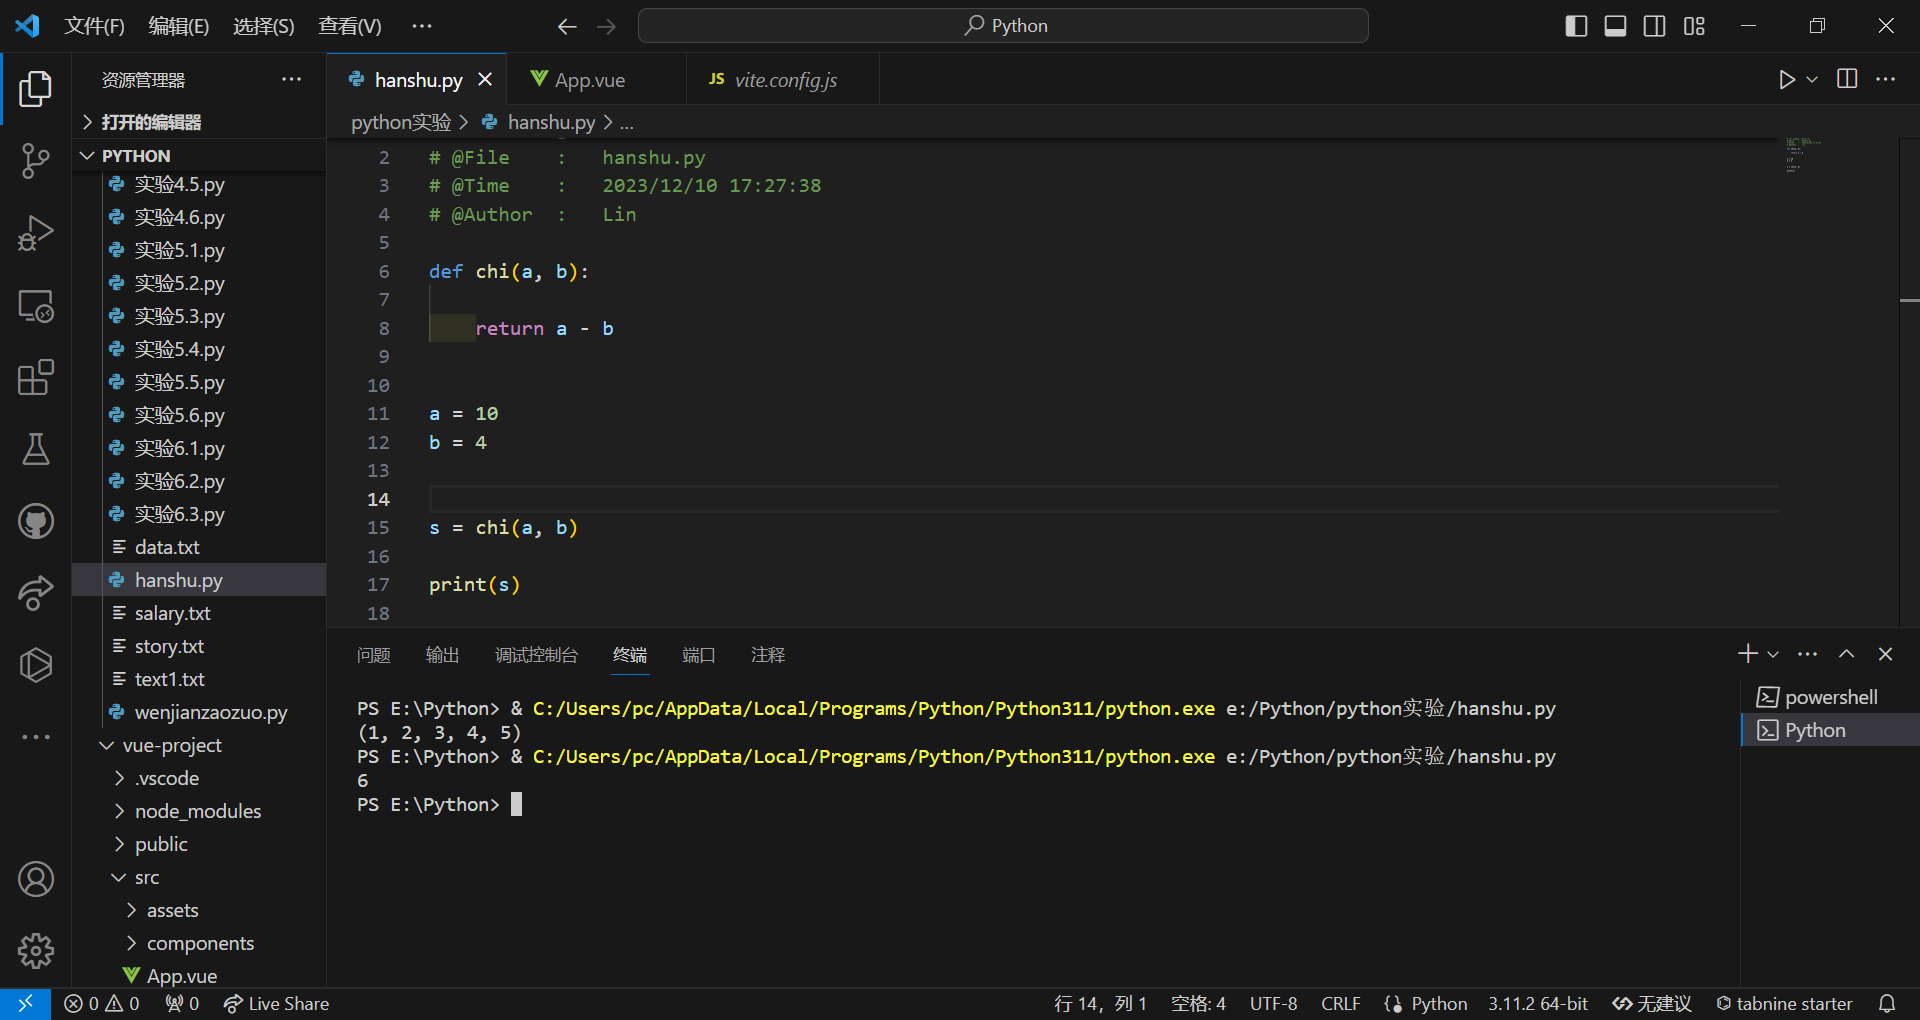 文件(F) 编辑(E) 选择(S) 查看(V) ··· Python
资源管理器 ···
hanshu.py App.vue JS vite.config.js ···
打开的编辑器
python实验 > hanshu.py > ...
PYTHON
实验4.5.py
实验4.6.py
实验5.1.py
实验5.2.py
实验5.3.py
实验5.4.py
实验5.5.py
实验5.6.py
实验6.1.py
实验6.2.py
实验6.3.py
data.txt
hanshu.py
salary.txt
story.txt
text1.txt
wenjianzaozuo.py
vue-project
.vscode
node_modules
public
src
assets
components
App.vue
2 # @File : hanshu.py
3 # @Time : 2023/12/10 17:27:38
4 # @Author : Lin
5
6 def chi(a, b):
7
8 return a - b
9
10
11 a = 10
12 b = 4
13
14
15 s = chi(a, b)
16
17 print(s)
18
问题 输出 调试控制台 终端 端口 注释
PS E:\Python> & C:/Users/pc/AppData/Local/Programs/Python/Python311/python.exe e:/Python/python实验/hanshu.py
(1, 2, 3, 4, 5)
PS E:\Python> & C:/Users/pc/AppData/Local/Programs/Python/Python311/python.exe e:/Python/python实验/hanshu.py
6
PS E:\Python>
powershell
Python
0 0 0 Live Share 行 14，列 1 空格: 4 UTF-8 CRLF Python 3.11.2 64-bit 无建议 tabnine starter